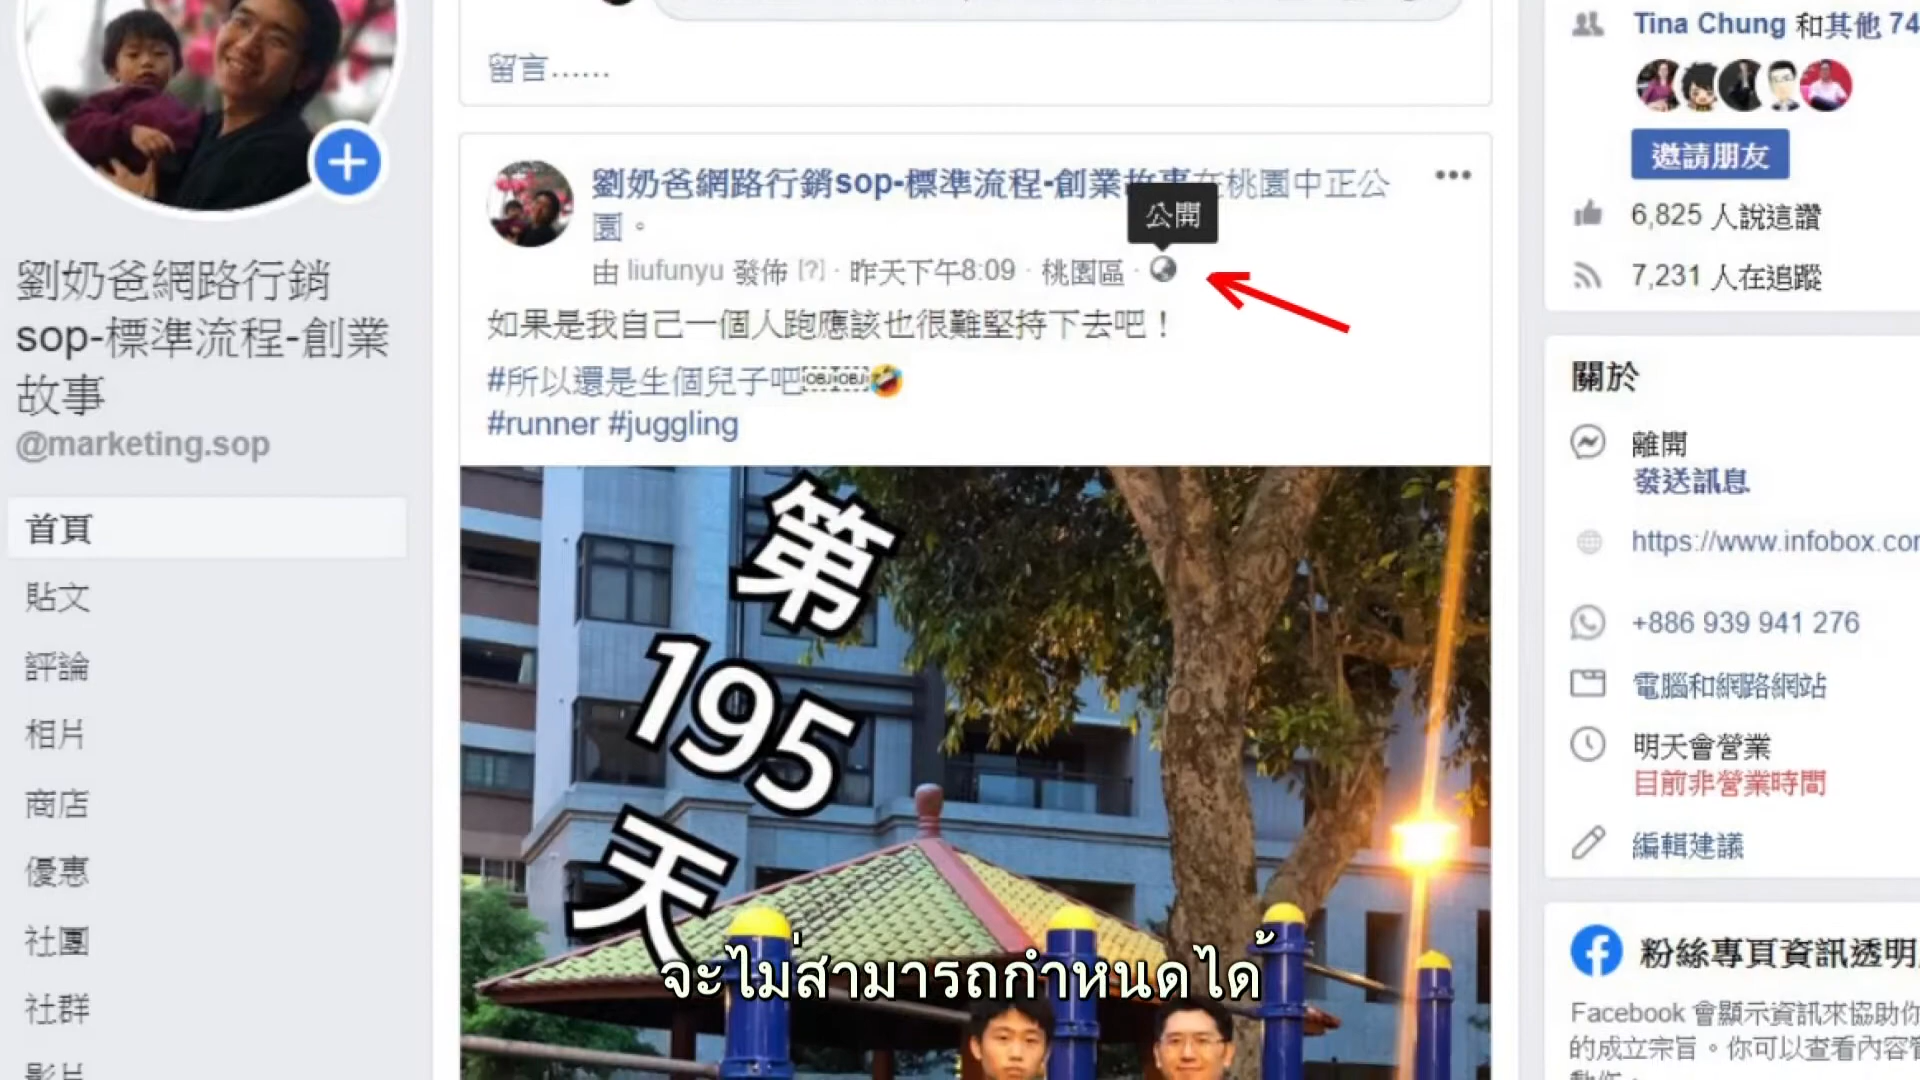 劉奶爸網路行銷
sop-標準流程-創業
故事
@marketing.sop
首頁
貼文
評論
相片
商店
優惠
社團
社群
影片
留言......
劉奶爸網路行銷sop-標準流程-創業故事在桃園中正公
園。
公開
由 liufunyu 發佈 [?] · 昨天下午8:09 · 桃園區 ·
如果是我自己一個人跑應該也很難堅持下去吧！
#所以還是生個兒子吧
#runner #juggling
第
195
天
จะไม่สามารถกำหนดได้
Tina Chung 和其他 74
邀請朋友
6,825 人說這讚
7,231 人在追蹤
關於
離開
發送訊息
https://www.infobox.co
+886 939 941 276
電腦和網路網站
明天會營業
目前非營業時間
編輯建議
粉絲專頁資訊透明
Facebook 會顯示資訊來協助你
的成立宗旨。你可以查看內容管